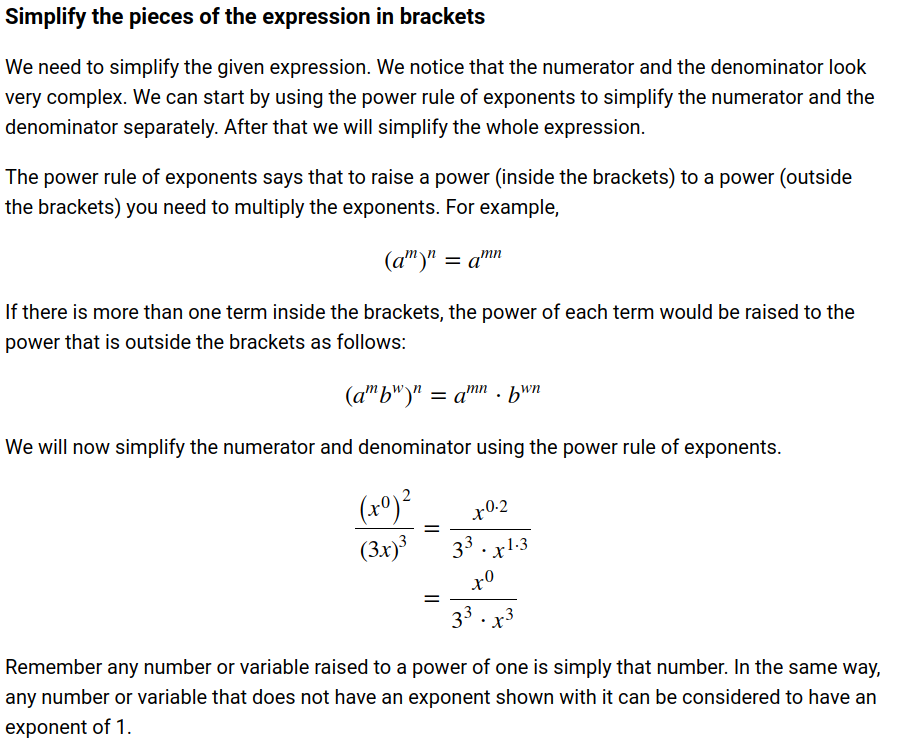 Simplify the pieces of the expression in brackets
We need to simplify the given expression. We notice that the numerator and the denominator look
very complex. We can start by using the power rule of exponents to simplify the numerator and the
denominator separately. After that we will simplify the whole expression.
The power rule of exponents says that to raise a power (inside the brackets) to a power (outside
the brackets) you need to multiply the exponents. For example,
(a^m)^n = a^{mn}
If there is more than one term inside the brackets, the power of each term would be raised to the
power that is outside the brackets as follows:
(a^m b^w)^n = a^{mn} · b^{wn}
We will now simplify the numerator and denominator using the power rule of exponents.
\frac{(x^0)^2}{(3x)^3} = \frac{x^{0·2}}{3^3 · x^{1·3}}
= \frac{x^0}{3^3 · x^3}
Remember any number or variable raised to a power of one is simply that number. In the same way,
any number or variable that does not have an exponent shown with it can be considered to have an
exponent of 1.